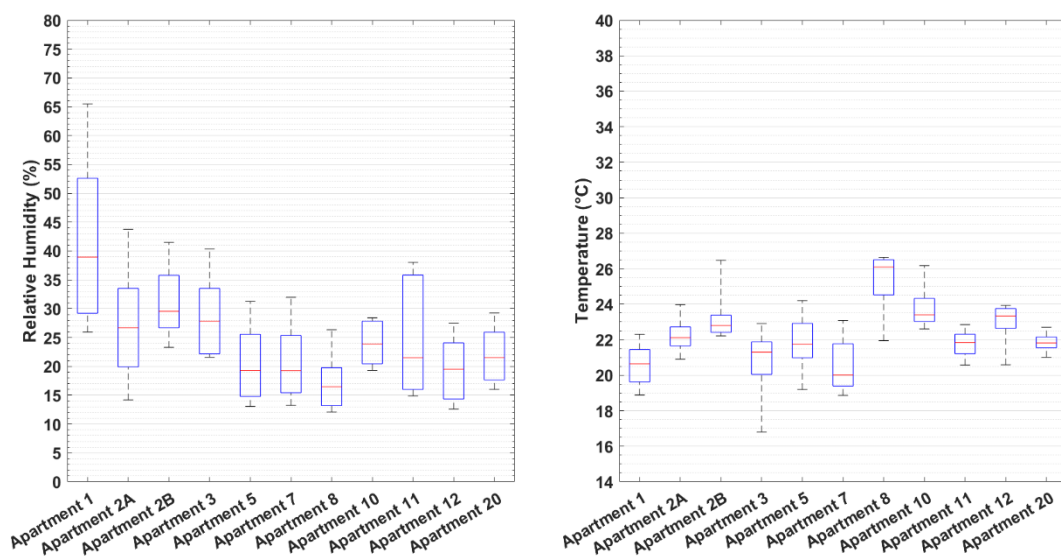 80
75
70
65
60
55
50
45
40
35
30
25
20
15
10
5
0
Relative Humidity (%)
Apartment 1
Apartment 2A
Apartment 2B
Apartment 3
Apartment 5
Apartment 7
Apartment 8
Apartment 10
Apartment 11
Apartment 12
Apartment 20
40
38
36
34
32
30
28
26
24
22
20
18
16
14
Temperature (°C)
Apartment 1
Apartment 2A
Apartment 2B
Apartment 3
Apartment 5
Apartment 7
Apartment 8
Apartment 10
Apartment 11
Apartment 12
Apartment 20